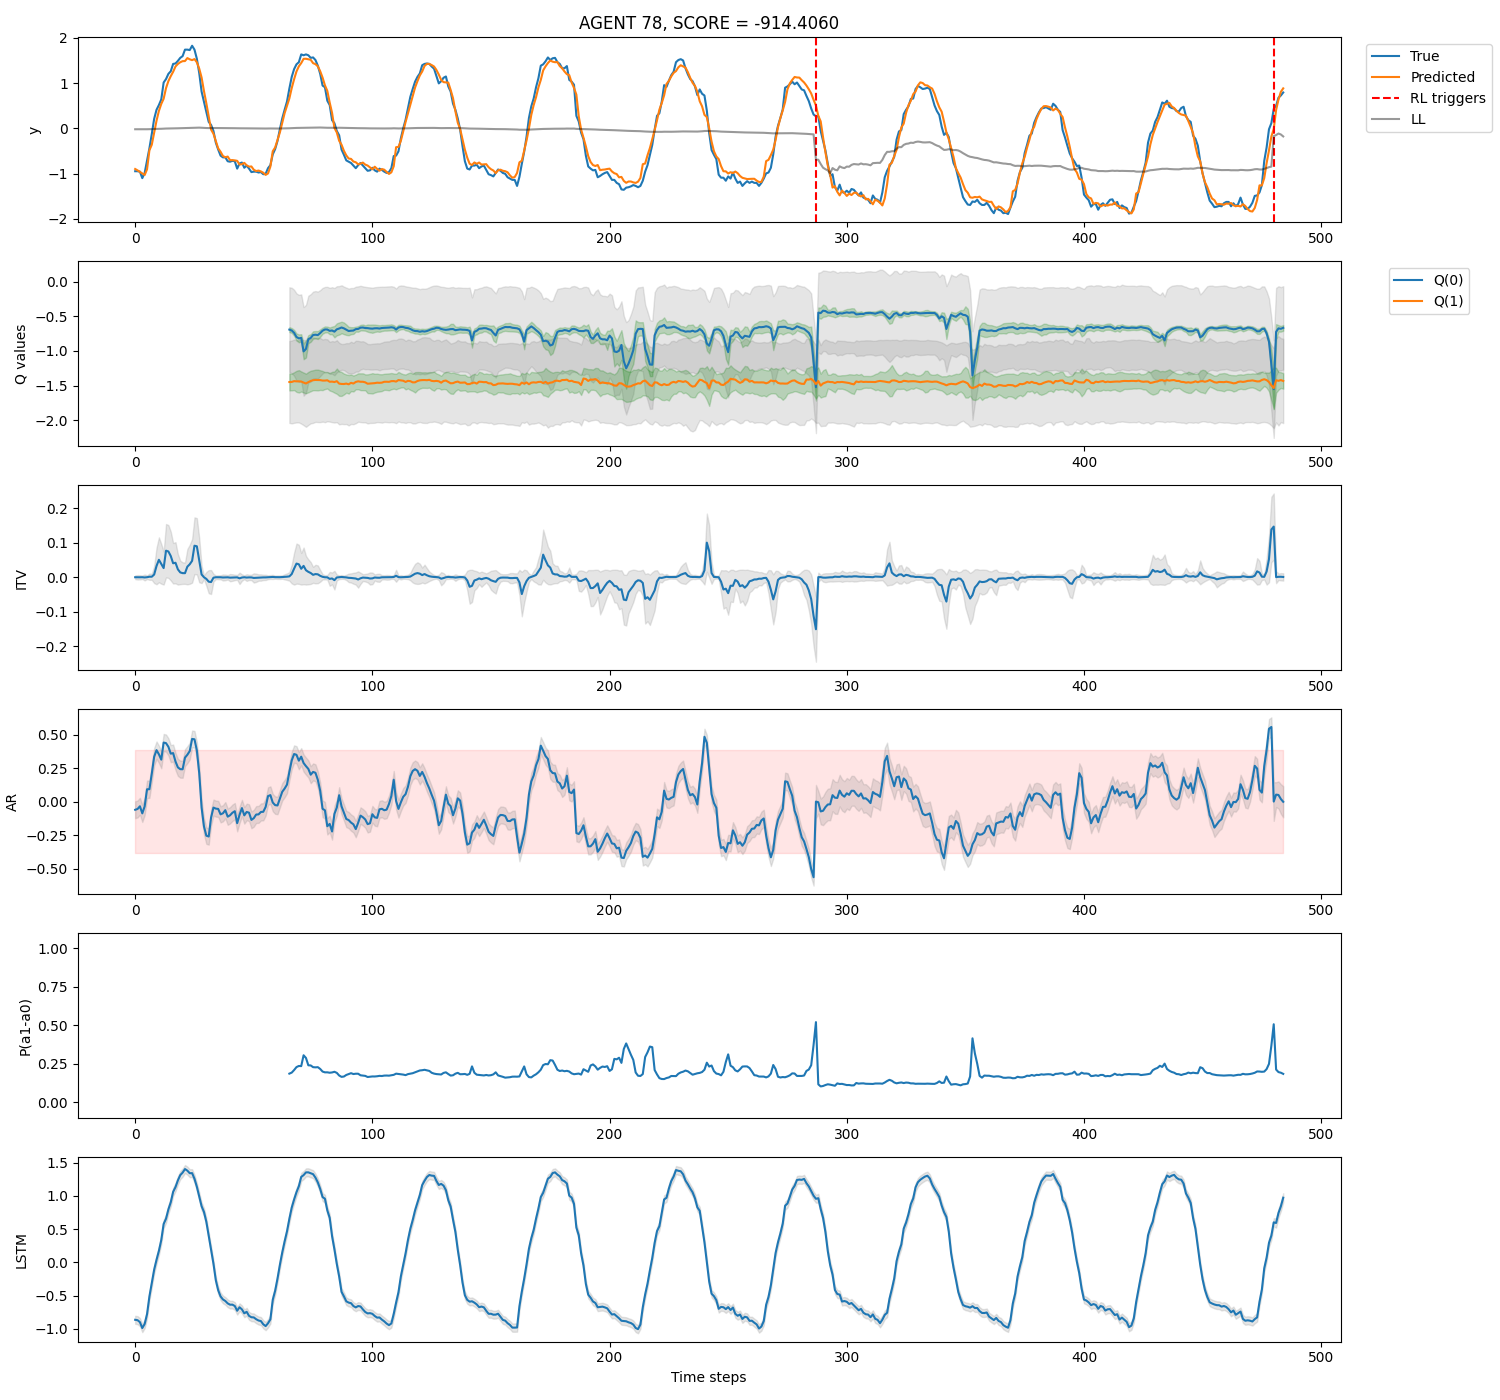 AGENT 78, SCORE = -914.4060
y
2
1
0
−1
−2
0 100 200 300 400 500
True
Predicted
RL triggers
LL
Q values
0.0
−0.5
−1.0
−1.5
−2.0
0 100 200 300 400 500
Q(0)
Q(1)
ITV
0.2
0.1
0.0
−0.1
−0.2
0 100 200 300 400 500
AR
0.50
0.25
0.00
−0.25
−0.50
0 100 200 300 400 500
P(a1-a0)
1.00
0.75
0.50
0.25
0.00
0 100 200 300 400 500
LSTM
1.5
1.0
0.5
0.0
−0.5
−1.0
0 100 200 300 400 500
Time steps